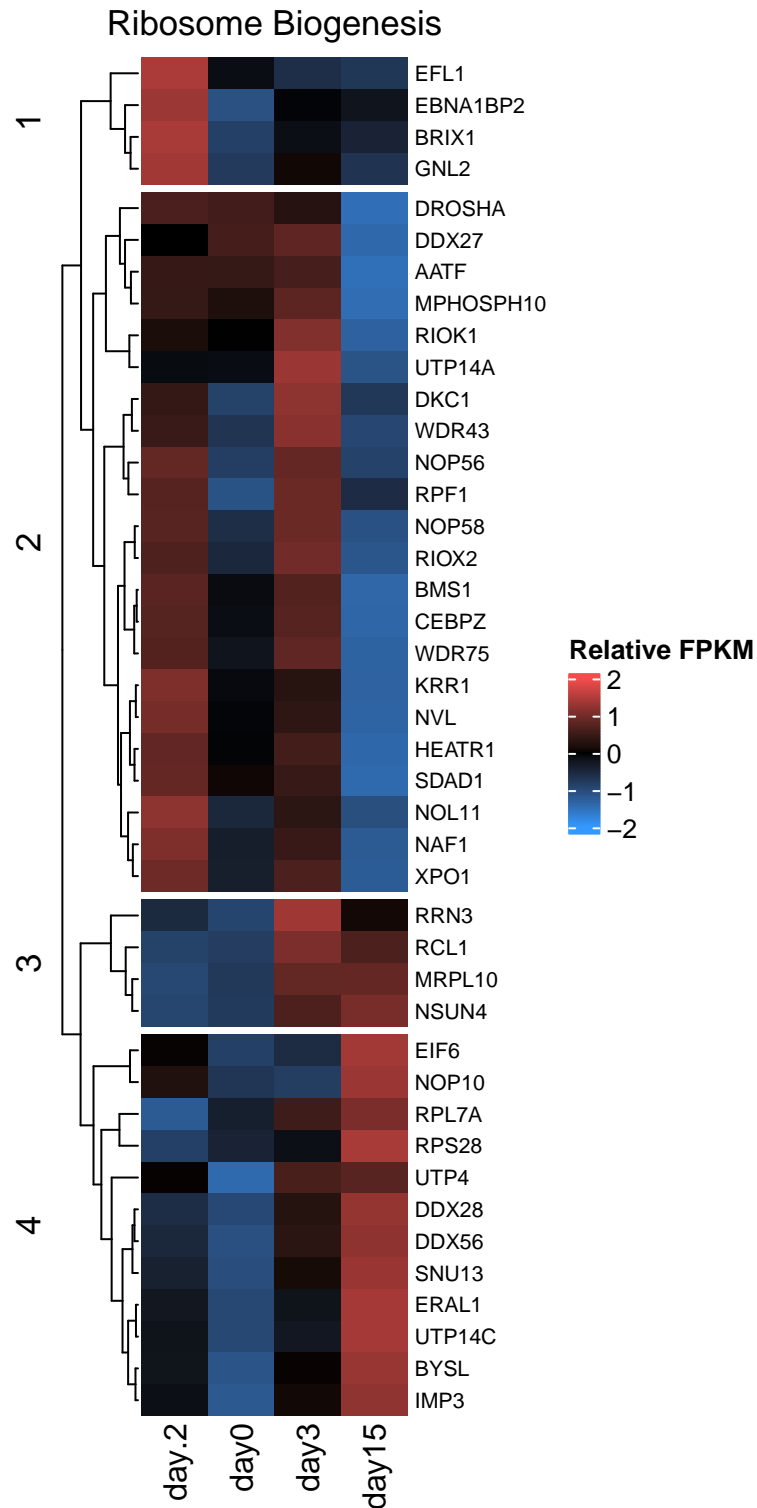 Ribosome Biogenesis
1
EFL1
EBNA1BP2
BRIX1
GNL2
2
DROSHA
DDX27
AATF
MPHOSPH10
RIOK1
UTP14A
DKC1
WDR43
NOP56
RPF1
NOP58
RIOX2
BMS1
CEBPZ
WDR75
KRR1
NVL
HEATR1
SDAD1
NOL11
NAF1
XPO1
Relative FPKM
2
1
0
−1
−2
3
RRN3
RCL1
MRPL10
NSUN4
4
EIF6
NOP10
RPL7A
RPS28
UTP4
DDX28
DDX56
SNU13
ERAL1
UTP14C
BYSL
IMP3
day.2
day0
day3
day15